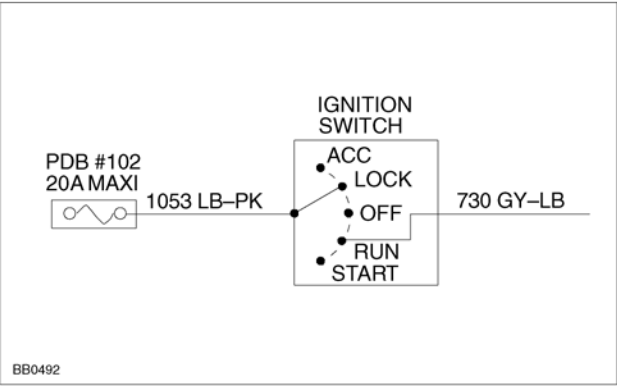 IGNITION
SWITCH
PDB #102
20A MAXI
1053 LB–PK
ACC
LOCK
OFF
RUN
START
730 GY–LB
BB0492